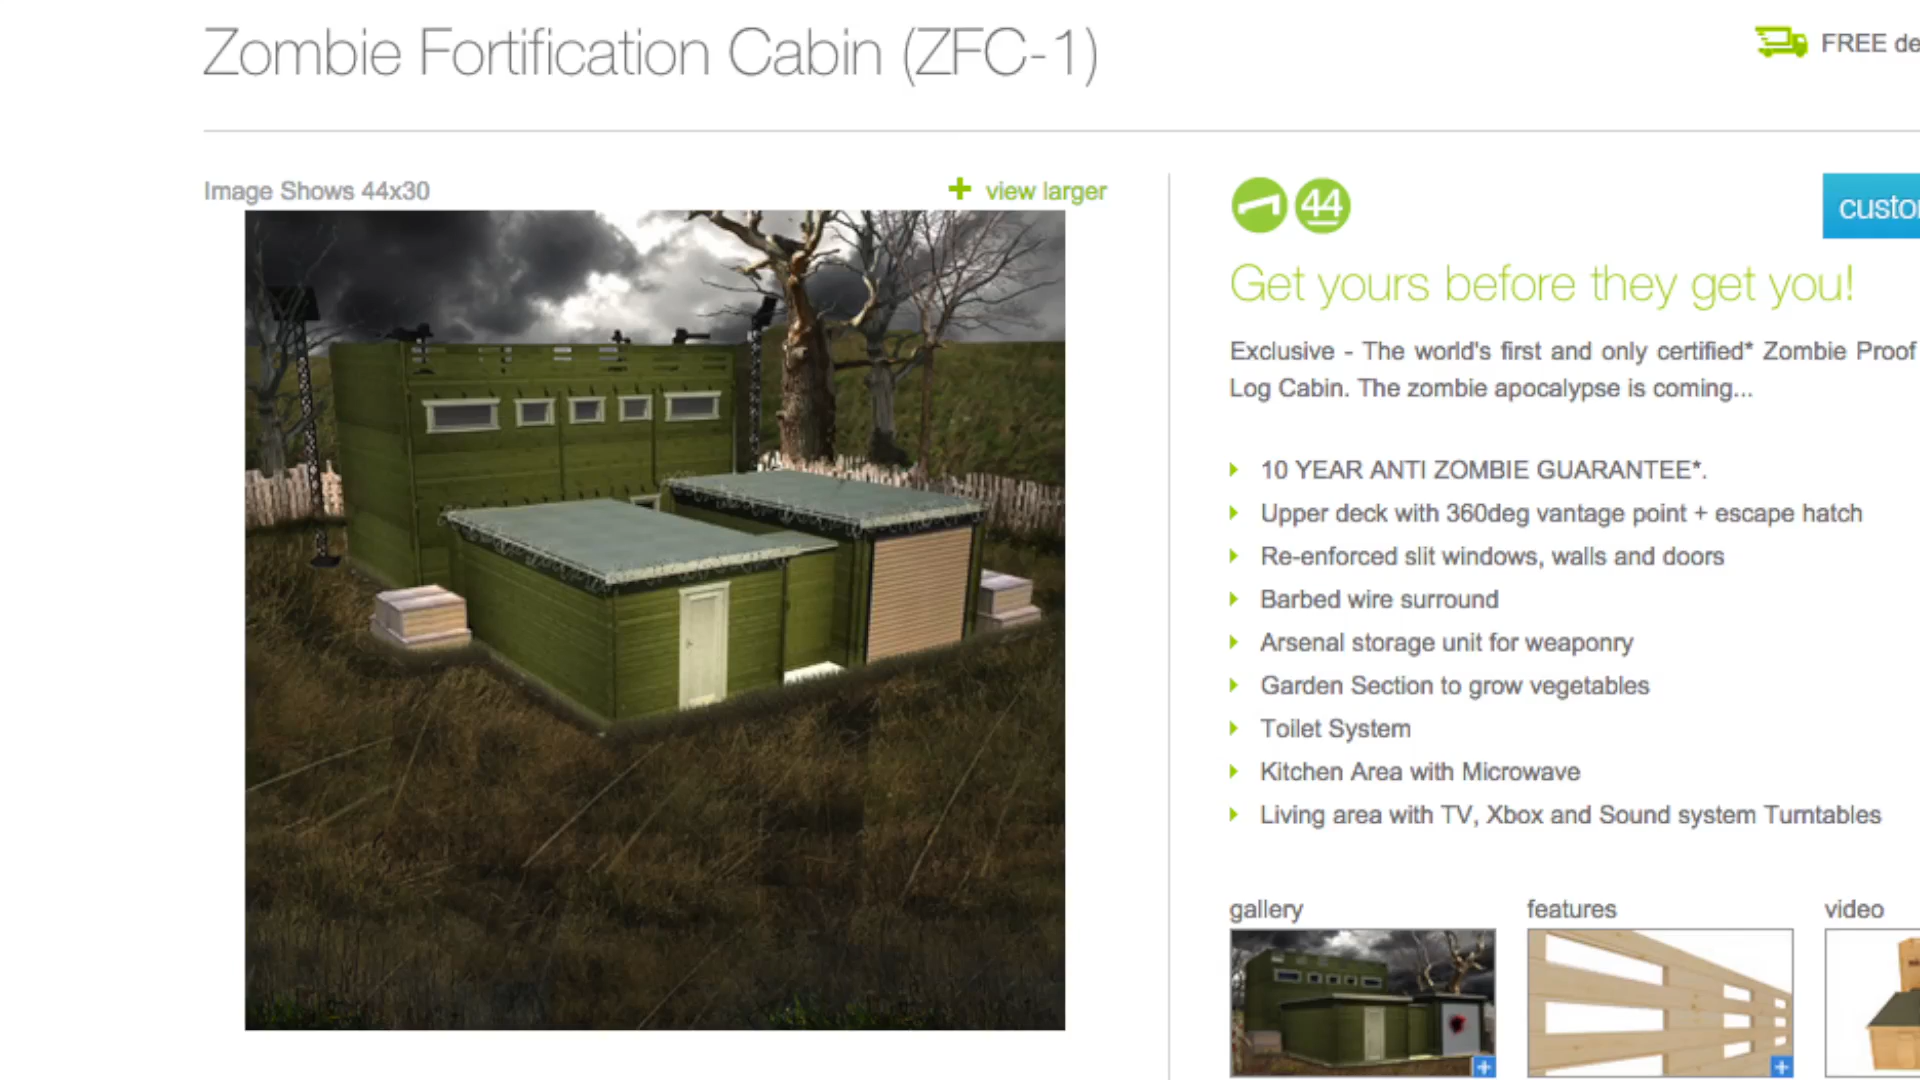 Zombie Fortification Cabin (ZFC-1)
FREE
Image Shows 44x30
view larger
44
Get yours before they get you!
Exclusive - The world's first and only certified* Zombie Proof
Log Cabin. The zombie apocalypse is coming...
10 YEAR ANTI ZOMBIE GUARANTEE*.
Upper deck with 360deg vantage point + escape hatch
Re-enforced slit windows, walls and doors
Barbed wire surround
Arsenal storage unit for weaponry
Garden Section to grow vegetables
Toilet System
Kitchen Area with Microwave
Living area with TV, Xbox and Sound system Turntables
gallery
features
video